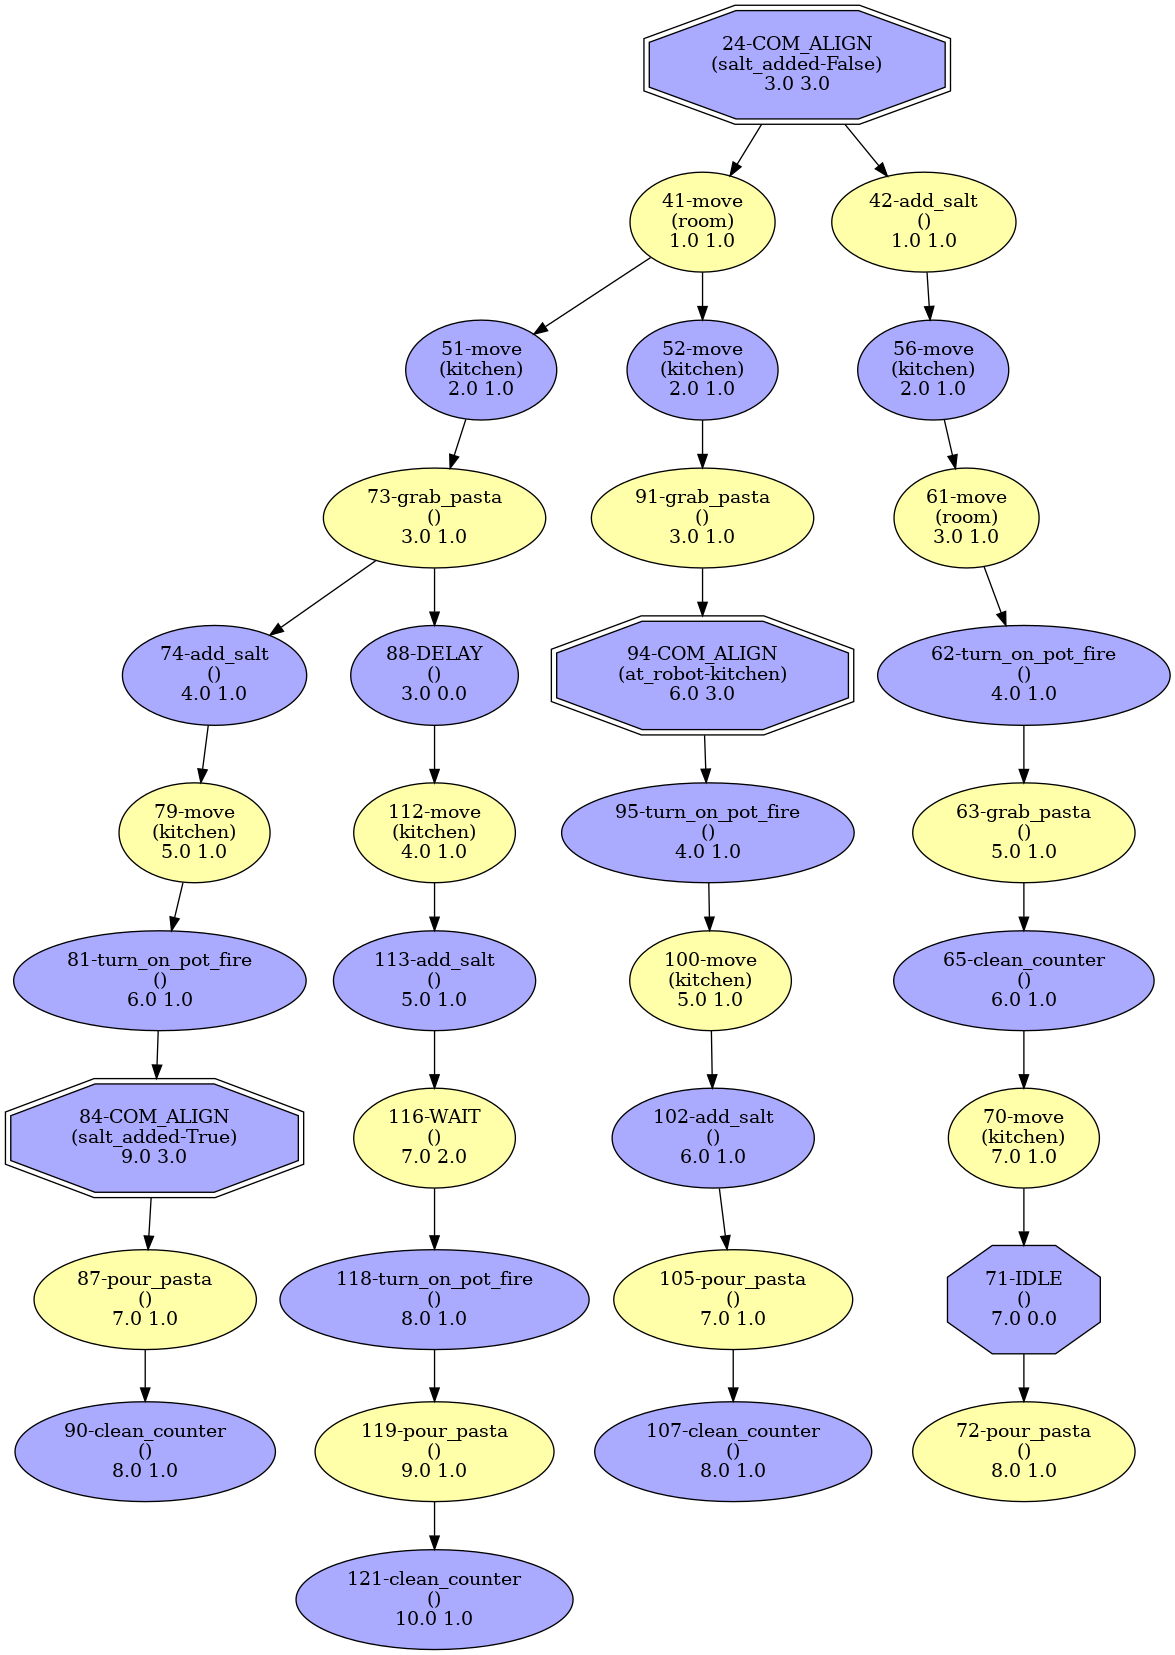 24-COM_ALIGN
(salt_added-False)
3.0 3.0
41-move
(room)
1.0 1.0
42-add_salt
()
1.0 1.0
51-move
(kitchen)
2.0 1.0
52-move
(kitchen)
2.0 1.0
56-move
(kitchen)
2.0 1.0
73-grab_pasta
()
3.0 1.0
91-grab_pasta
()
3.0 1.0
61-move
(room)
3.0 1.0
74-add_salt
()
4.0 1.0
88-DELAY
()
3.0 0.0
94-COM_ALIGN
(at_robot-kitchen)
6.0 3.0
62-turn_on_pot_fire
()
4.0 1.0
79-move
(kitchen)
5.0 1.0
112-move
(kitchen)
4.0 1.0
95-turn_on_pot_fire
()
4.0 1.0
63-grab_pasta
()
5.0 1.0
81-turn_on_pot_fire
()
6.0 1.0
113-add_salt
()
5.0 1.0
100-move
(kitchen)
5.0 1.0
65-clean_counter
()
6.0 1.0
84-COM_ALIGN
(salt_added-True)
9.0 3.0
116-WAIT
()
7.0 2.0
102-add_salt
()
6.0 1.0
70-move
(kitchen)
7.0 1.0
87-pour_pasta
()
7.0 1.0
118-turn_on_pot_fire
()
8.0 1.0
105-pour_pasta
()
7.0 1.0
71-IDLE
()
7.0 0.0
90-clean_counter
()
8.0 1.0
119-pour_pasta
()
9.0 1.0
107-clean_counter
()
8.0 1.0
72-pour_pasta
()
8.0 1.0
121-clean_counter
()
10.0 1.0